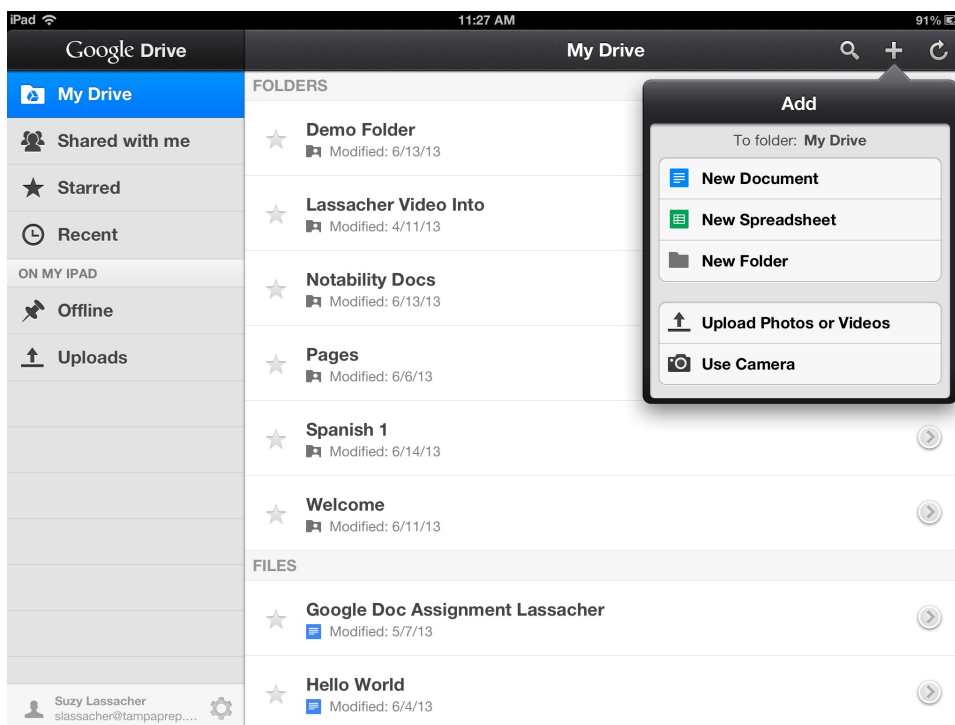 iPad
11:27 AM
91%
Google Drive
My Drive
Shared with me
Starred
Recent
ON MY IPAD
Offline
Uploads
Suzy Lassacher
slassacher@tampaprep....
My Drive
FOLDERS
Demo Folder
Modified: 6/13/13
Lassacher Video Into
Modified: 4/11/13
Notability Docs
Modified: 6/13/13
Pages
Modified: 6/6/13
Spanish 1
Modified: 6/14/13
Welcome
Modified: 6/11/13
FILES
Google Doc Assignment Lassacher
Modified: 5/7/13
Hello World
Modified: 6/4/13
Add
To folder: My Drive
New Document
New Spreadsheet
New Folder
Upload Photos or Videos
Use Camera